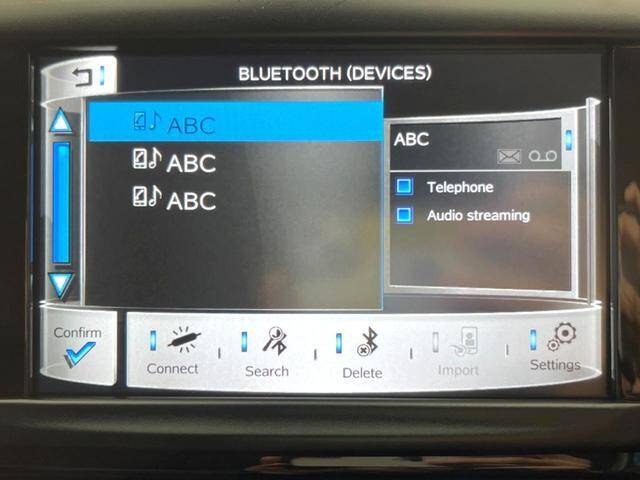 BLUETOOTH (DEVICES)
ABC
ABC
ABC
ABC
Telephone
Audio streaming
Confirm
Connect
Search
Delete
Import
Settings